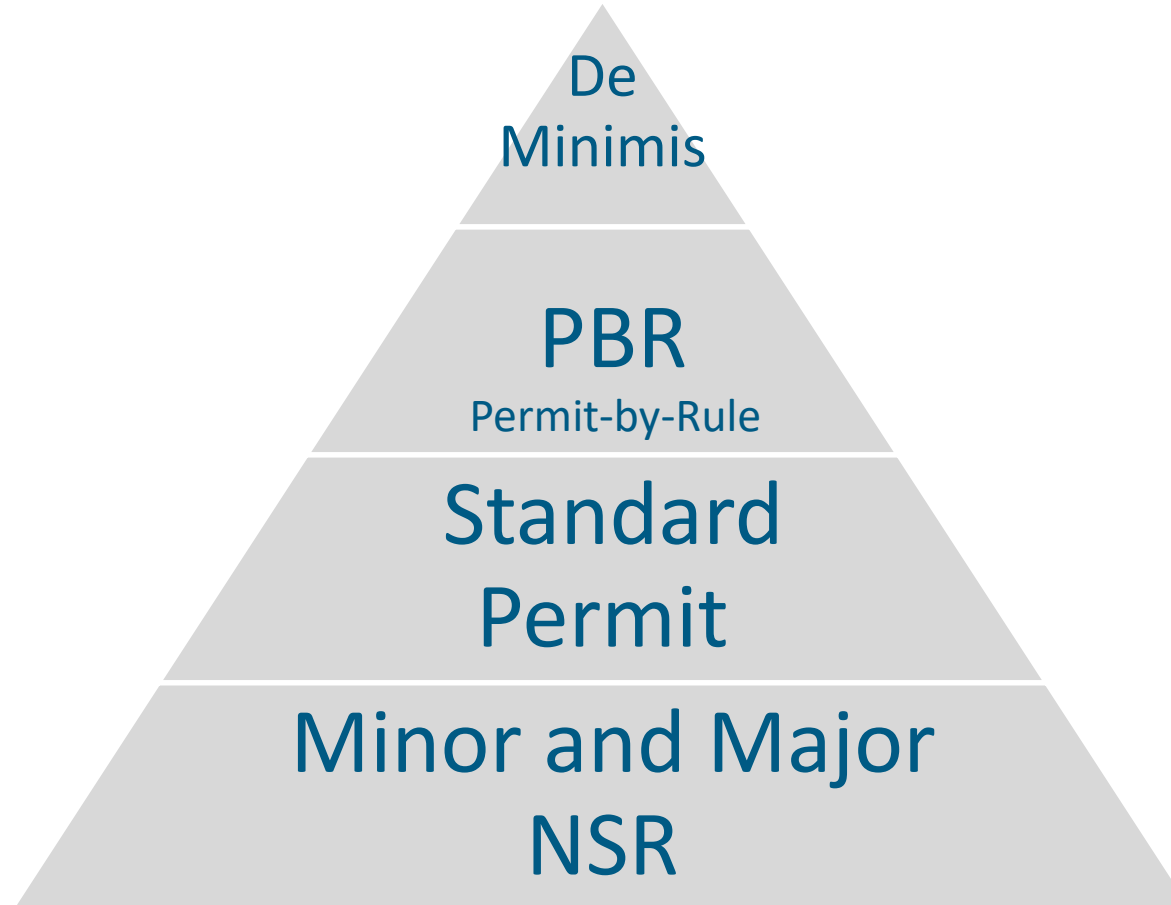 De
Minimis
PBR
Permit-by-Rule
Standard
Permit
Minor and Major
NSR